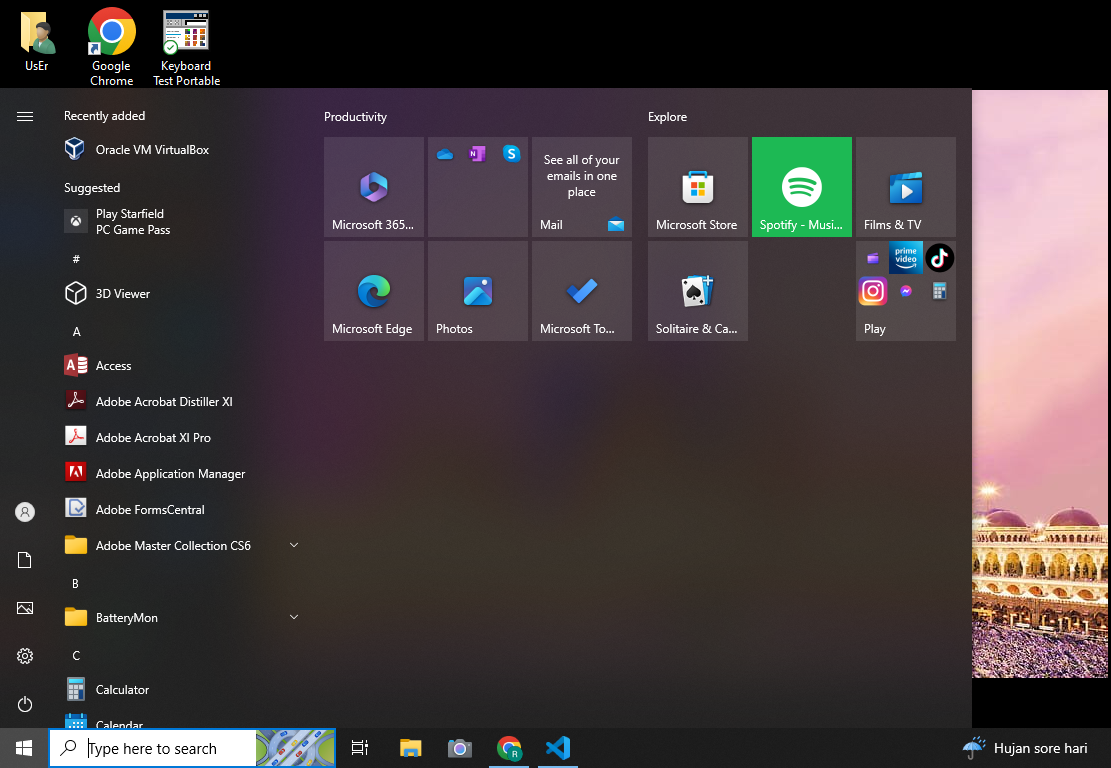 UsEr
Google
Chrome
Keyboard
Test Portable
Recently added
Oracle VM VirtualBox
Suggested
Play Starfield
PC Game Pass
#
3D Viewer
A
Access
Adobe Acrobat Distiller XI
Adobe Acrobat XI Pro
Adobe Application Manager
Adobe FormsCentral
Adobe Master Collection CS6
B
BatteryMon
C
Calculator
Calendar
Productivity
Microsoft 365...
See all of your
emails in one
place
Mail
Microsoft Edge
Photos
Microsoft To...
Explore
Microsoft Store
Spotify - Musi...
Films & TV
Solitaire & Ca...
prime
video
Play
Type here to search
Hujan sore hari